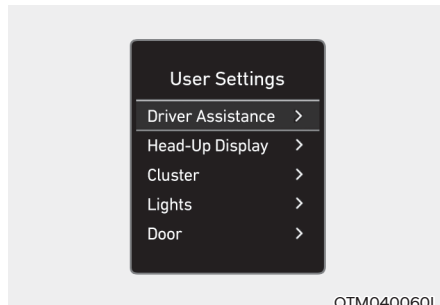 User Settings
Driver Assistance >
Head-Up Display >
Cluster >
Lights >
Door >
OTM040060L